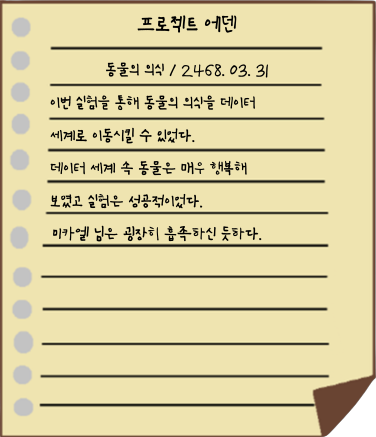 프로젝트 에덴
동물의 의식 / 2468. 03. 31
이번 실험을 통해 동물의 의식을 데이터
세계로 이동시킬 수 있었다.
데이터 세계 속 동물은 매우 행복해
보였고 실험은 성공적이었다.
미카엘 님은 굉장히 흡족하신 듯하다.